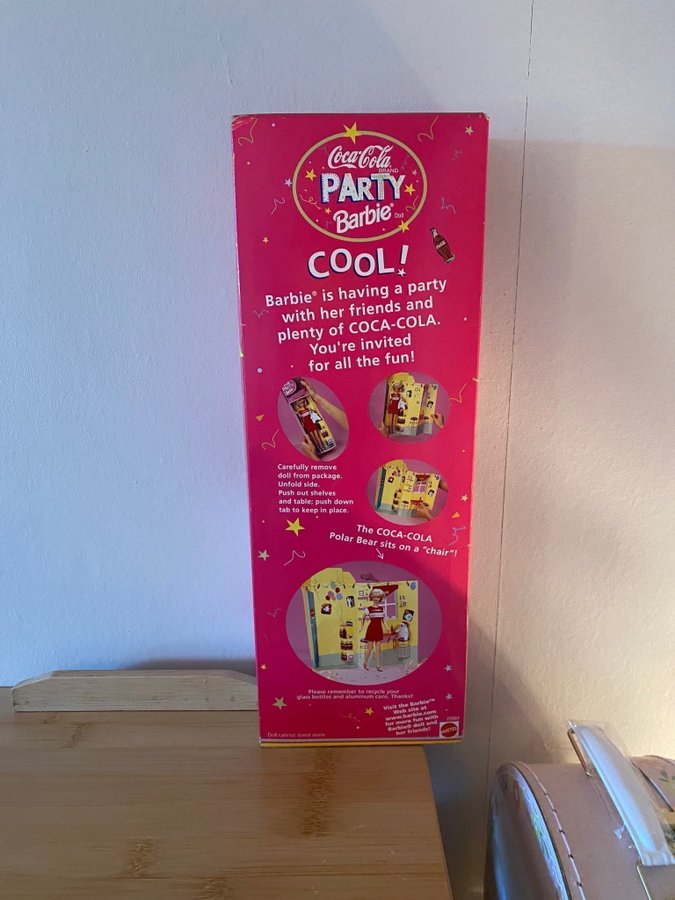 Coca-Cola
BRAND
PARTY
Barbie® Doll
COOL!
Barbie® is having a party
with her friends and
plenty of COCA-COLA.
You're invited
for all the fun!
Carefully remove
doll from package.
Unfold side.
Push out shelves
and table; push down
tab to keep in place.
The COCA-COLA
Polar Bear sits on a "chair"!
Please remember to recycle your
glass bottles and aluminum cans. Thanks!
Visit the Barbie™
Web site at
www.barbie.com
for more fun with
Barbie® doll and
her friends!
MATTEL
Doll cannot stand alone.